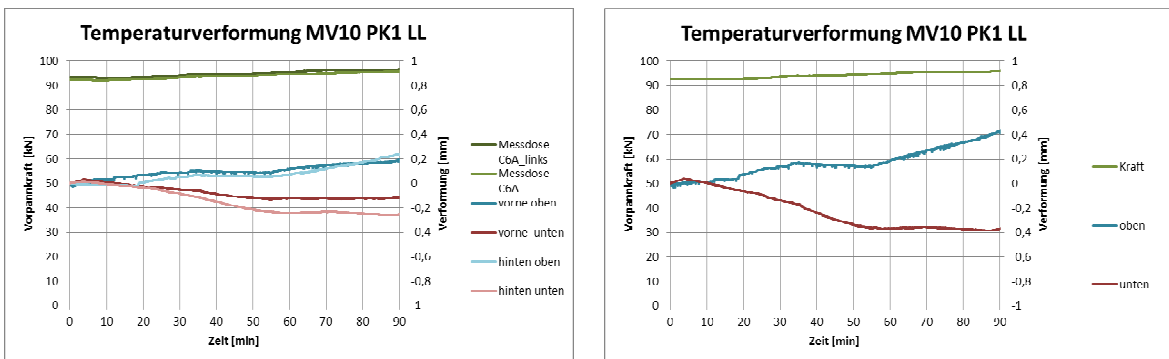 Temperaturverformung MV10 PK1 LL
Vorpannkraft [kN]
100
90
80
70
60
50
40
30
20
10
0
0 10 20 30 40 50 60 70 80 90
Zeit [min]
1
0,8
0,6
0,4
0,2
0
-0,2
-0,4
-0,6
-0,8
-1
Verformung [mm]
Messdose
C6A_links
Messdose
C6A
vorne oben
vorne unten
hinten oben
hinten unten
Temperaturverformung MV10 PK1 LL
Vorpannkraft [kN]
100
90
80
70
60
50
40
30
20
10
0
0 10 20 30 40 50 60 70 80 90
Zeit [min]
1
0,8
0,6
0,4
0,2
0
-0,2
-0,4
-0,6
-0,8
-1
Verformung [mm]
Kraft
oben
unten